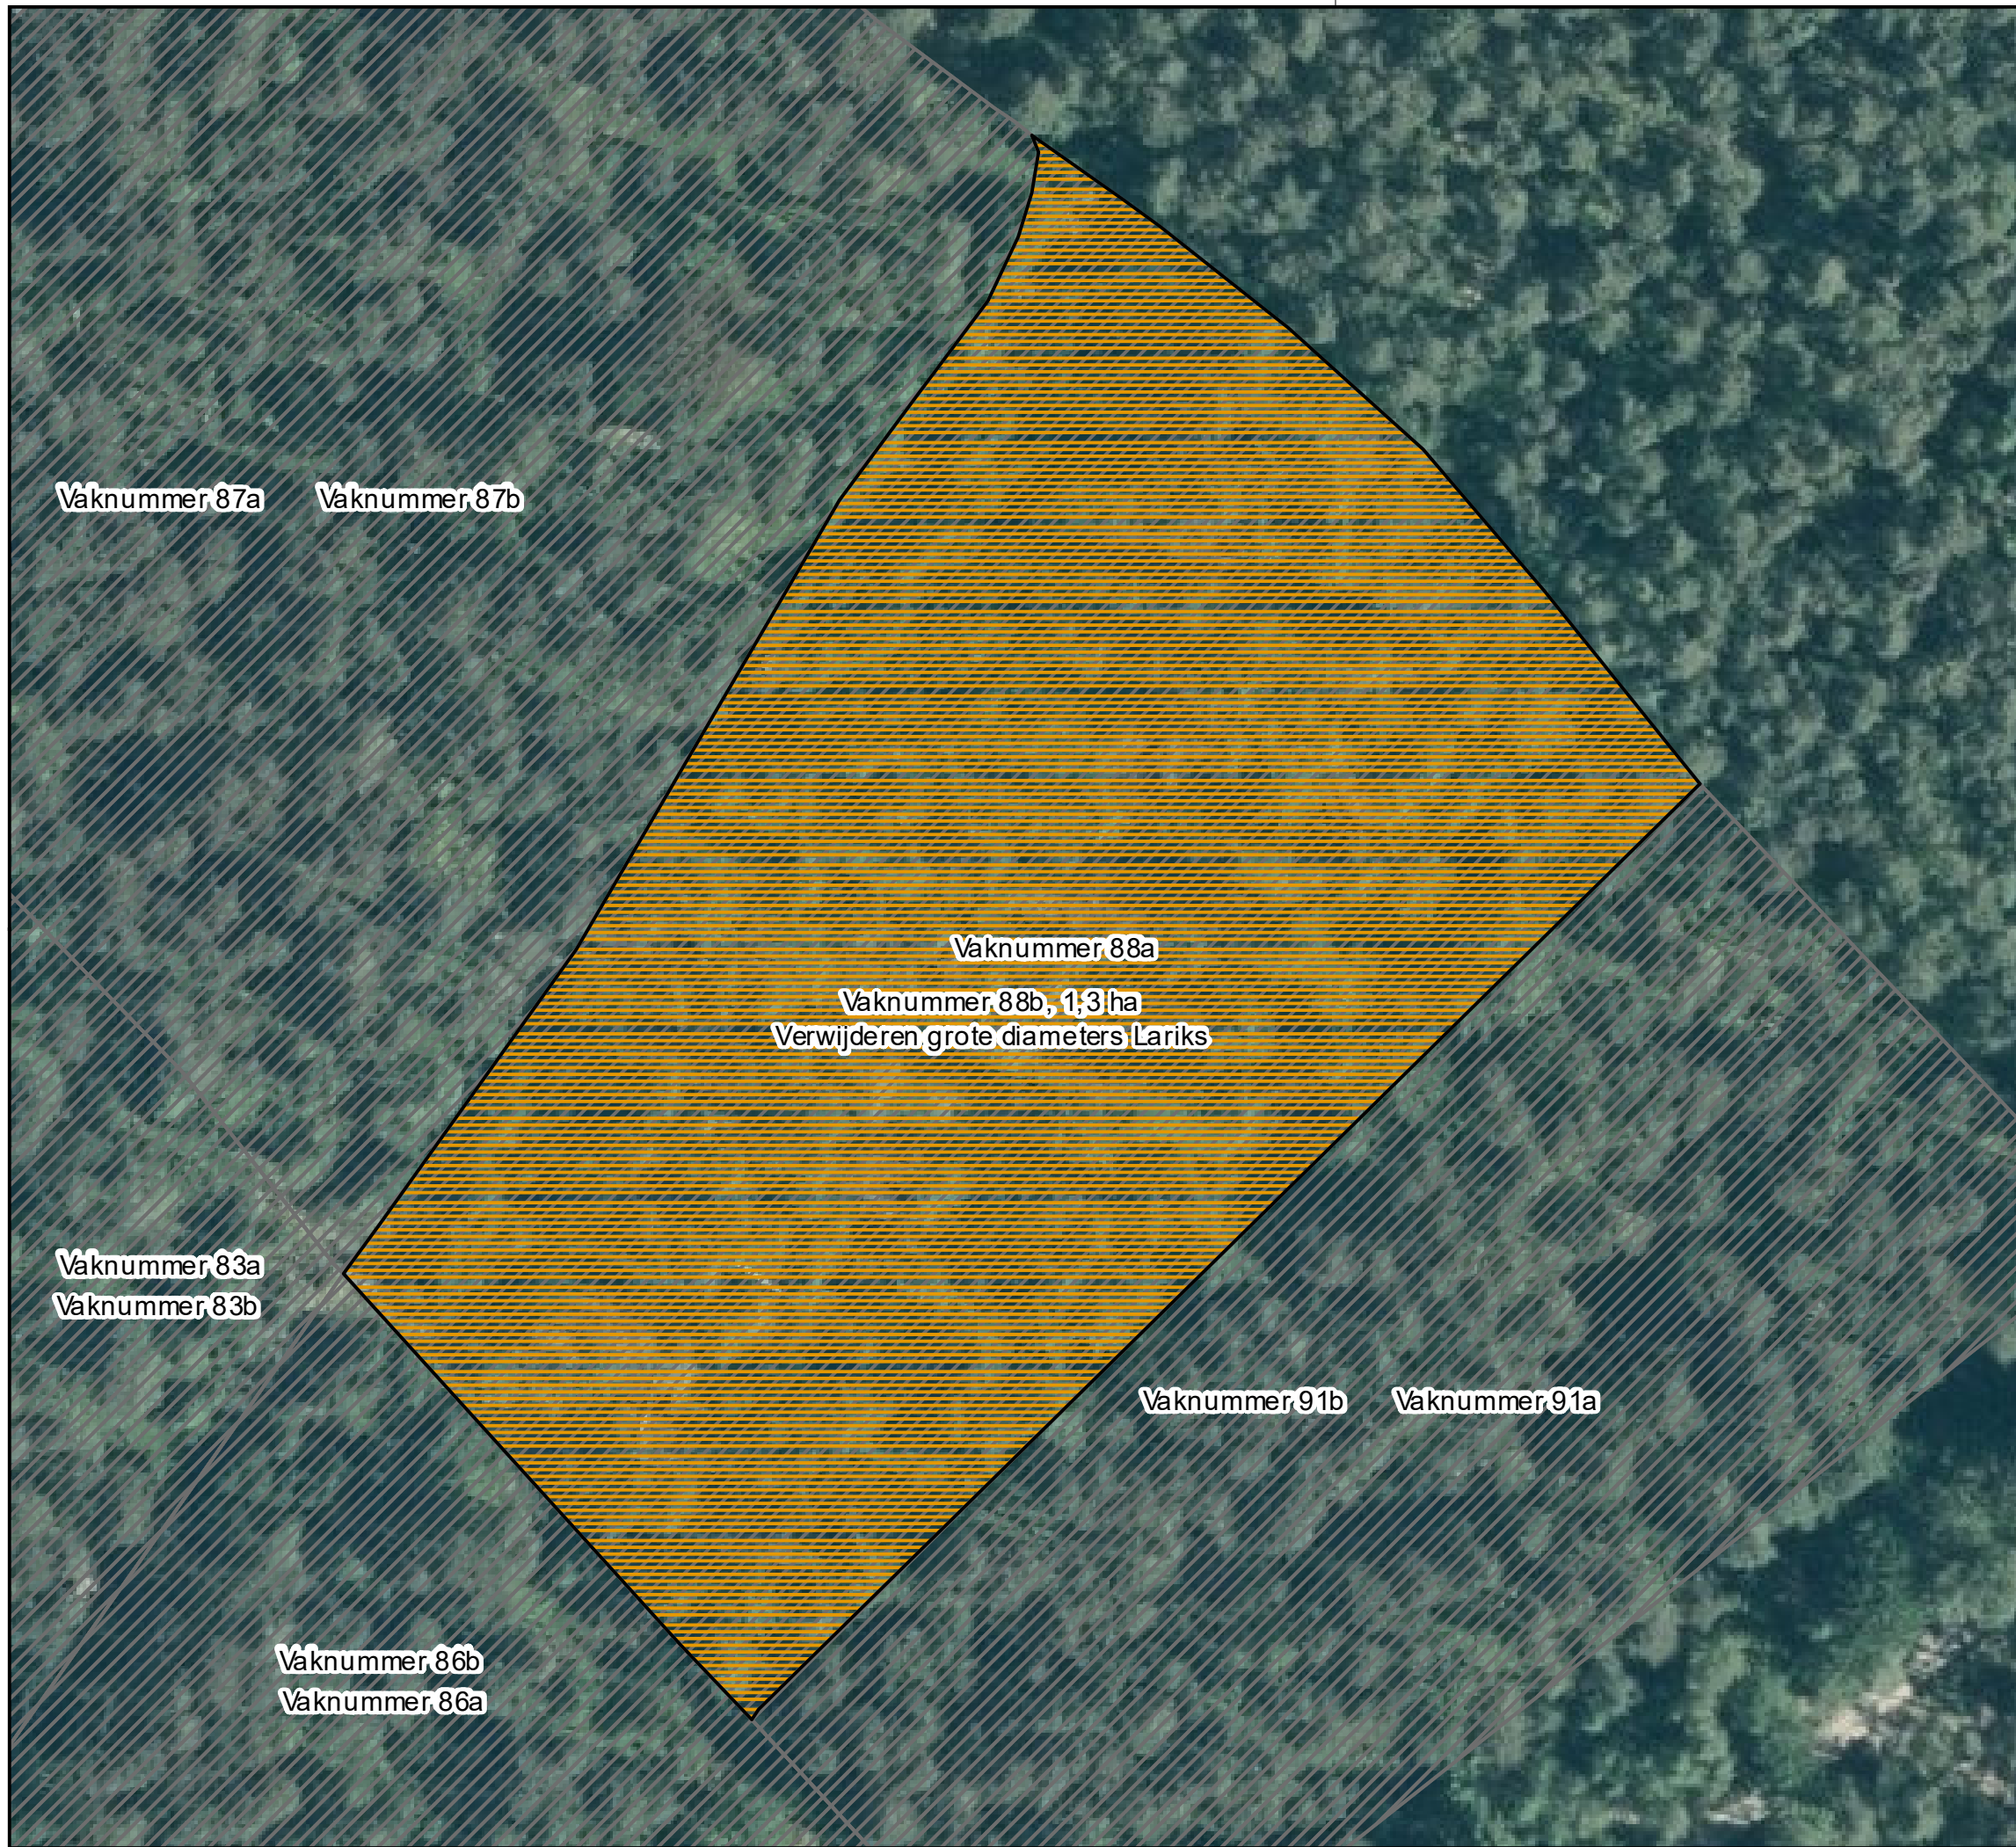 Vaknummer 87a
Vaknummer 87b
Vaknummer 88a
Vaknummer 88b, 1,3 ha
Verwijderen grote diameters Lariks
Vaknummer 83a
Vaknummer 83b
Vaknummer 91b
Vaknummer 91a
Vaknummer 86b
Vaknummer 86a